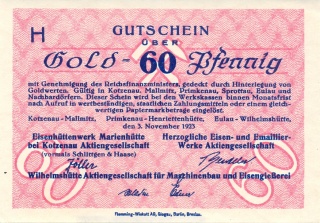 H
GUTSCHEIN
ÜBER
Gold - 60 Pfennig
mit Genehmigung des Reichsfinanzministers, gedeckt durch Hinterlegung von
Goldwerten. Gültig in Kotzenau, Mallmitz, Primkenau, Sprottau, Eulau und
Nachbardörfern. Dieser Schein wird bei den Werkskassen binnen Monatsfrist
nach Aufruf in wertbeständigen, staatlichen Zahlungsmitteln oder einem gleich-
wertigen Papiermarkbetrage eingelöst.
Kotzenau-Mallmitz, Primkenau-Henriettenhütte, Eulau-Wilhelmshütte,
den 3. November 1923
Eisenhüttenwerk Marienhütte
bei Kotzenau Aktiengesellschaft
(vormals Schlittgen & Haase)
Herzogliche Eisen- und Emaillier-
Werke Aktiengesellschaft
Wilhelmshütte Aktiengesellschaft für Maschinenbau und Eisengießerei
Flemming-Wiskott AG, Glogau, Berlin, Breslau.